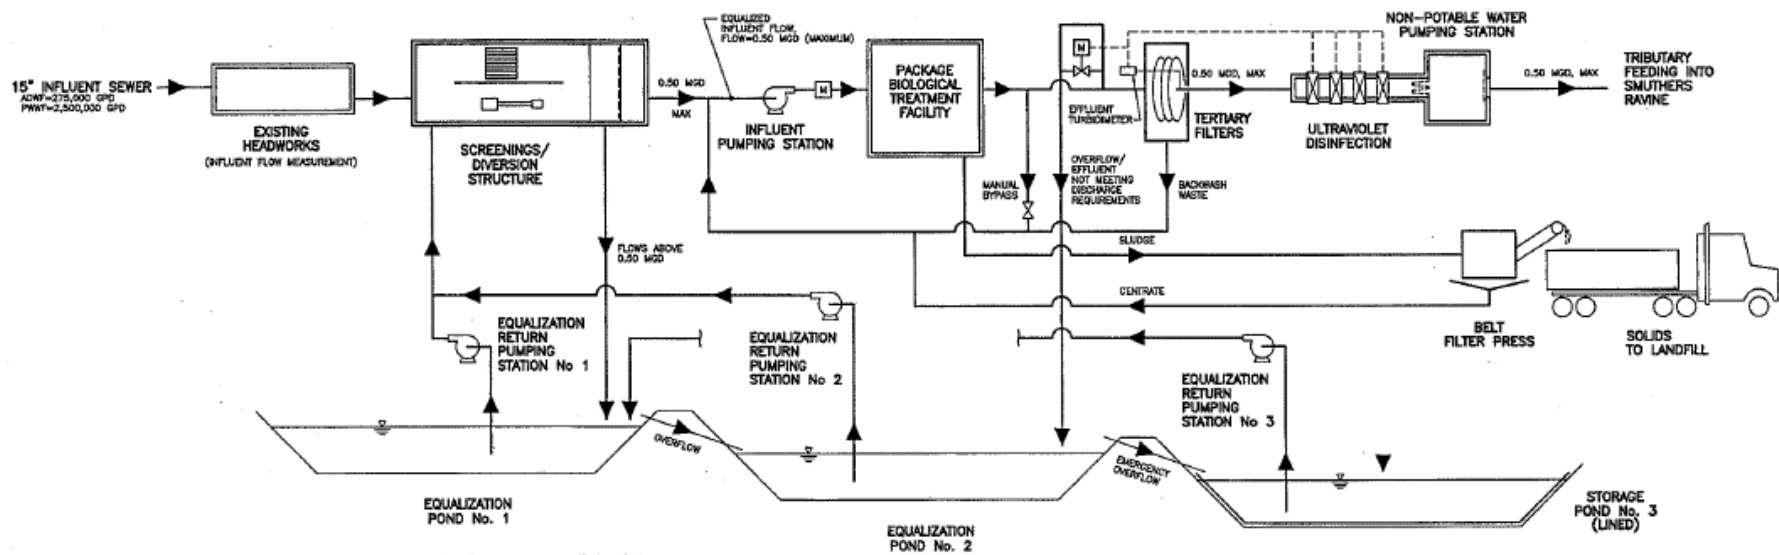 15" INFLUENT SEWER
ADWF=275,000 GPD
PWWF=2,500,000 GPD
EXISTING
HEADWORKS
(INFLUENT FLOW MEASUREMENT)
SCREENINGS/
DIVERSION
STRUCTURE
0.50 MGD
MAX
EQUALIZED
INFLUENT FLOW,
FLOW=0.50 MGD (MAXIMUM)
M
INFLUENT
PUMPING STATION
PACKAGE
BIOLOGICAL
TREATMENT
FACILITY
M
EFFLUENT
TURBIDIMETER
TERTIARY
FILTERS
0.50 MGD, MAX
NON-POTABLE WATER
PUMPING STATION
ULTRAVIOLET
DISINFECTION
0.50 MGD, MAX
TRIBUTARY
FEEDING INTO
SMUTHERS
RAVINE
MANUAL
BYPASS
OVERFLOW/
EFFLUENT
NOT MEETING
DISCHARGE
REQUIREMENTS
BACKWASH
WASTE
FLOWS ABOVE
0.50 MGD
SLUDGE
CENTRATE
BELT
FILTER PRESS
SOLIDS
TO LANDFILL
EQUALIZATION
RETURN
PUMPING
STATION No 1
EQUALIZATION
RETURN
PUMPING
STATION No 2
EQUALIZATION
RETURN
PUMPING
STATION No 3
OVERFLOW
EMERGENCY
OVERFLOW
EQUALIZATION
POND No. 1
EQUALIZATION
POND No. 2
STORAGE
POND No. 3
(LINED)